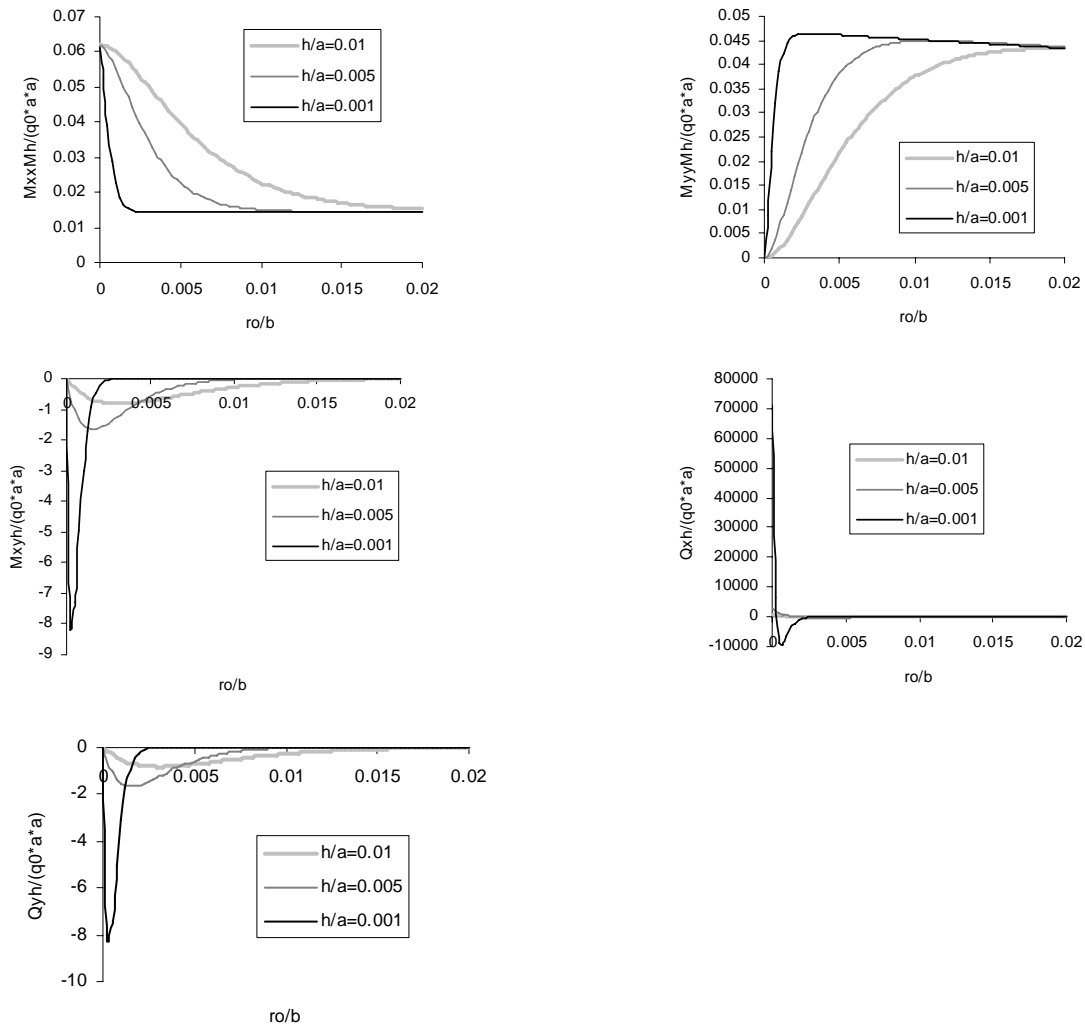 MxxMh/(q0*a*a)
0.07
0.06
0.05
0.04
0.03
0.02
0.01
0
h/a=0.01
h/a=0.005
h/a=0.001
0 0.005 0.01 0.015 0.02
ro/b
MyyMh/(q0*a*a)
0.05
0.045
0.04
0.035
0.03
0.025
0.02
0.015
0.01
0.005
0
h/a=0.01
h/a=0.005
h/a=0.001
0 0.005 0.01 0.015 0.02
ro/b
Mxyh/(q0*a*a)
0
-1
-2
-3
-4
-5
-6
-7
-8
-9
0 0.005 0.01 0.015 0.02
h/a=0.01
h/a=0.005
h/a=0.001
ro/b
Qxh/(q0*a*a)
80000
70000
60000
50000
40000
30000
20000
10000
0
-10000
h/a=0.01
h/a=0.005
h/a=0.001
0 0.005 0.01 0.015 0.02
ro/b
Qyh/(q0*a*a)
0
-2
-4
-6
-8
-10
0 0.005 0.01 0.015 0.02
h/a=0.01
h/a=0.005
h/a=0.001
ro/b